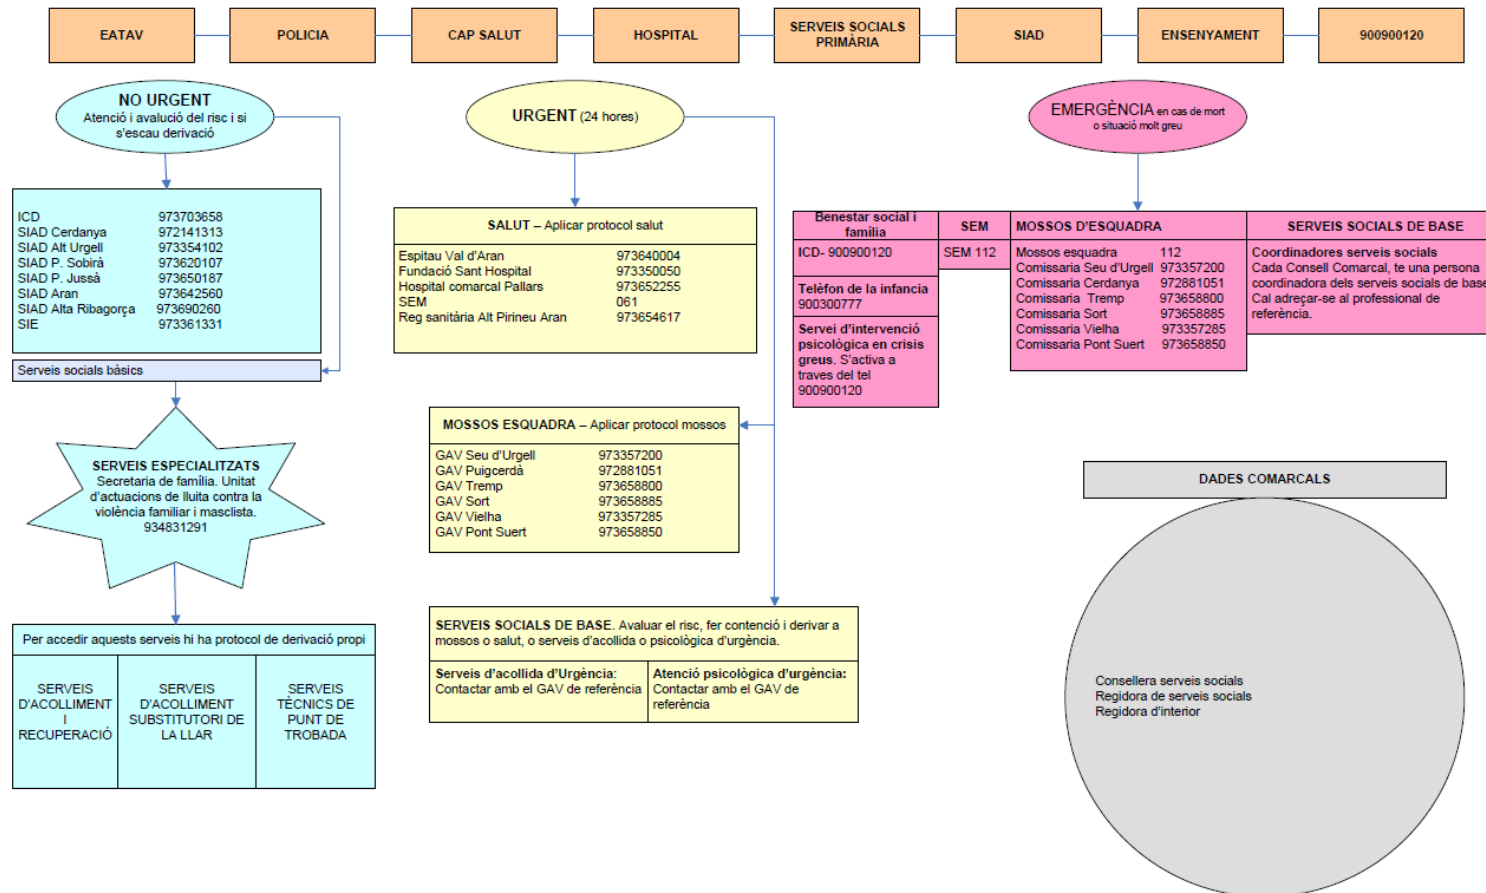 EATAV
POLICIA
CAP SALUT
HOSPITAL
SERVEIS SOCIALS
PRIMÀRIA
SIAD
ENSENYAMENT
900900120
NO URGENT
Atenció i avalució del risc i si
s'escau derivació
ICD 973703658
SIAD Cerdanya 972141313
SIAD Alt Urgell 973354102
SIAD P. Sobirà 973620107
SIAD P. Jussà 973650187
SIAD Aran 973642560
SIAD Alta Ribagorça 973690260
SIE 973361331
Serveis socials bàsics
SERVEIS ESPECIALITZATS
Secretaria de família. Unitat
d'actuacions de lluita contra la
violència familiar i masclista.
934831291
Per accedir aquests serveis hi ha protocol de derivació propi
SERVEIS
D'ACOLLIMENT
I
RECUPERACIÓ
SERVEIS
D'ACOLLIMENT
SUBSTITUTORI DE
LA LLAR
SERVEIS
TÈCNICS DE
PUNT DE
TROBADA
URGENT (24 hores)
SALUT – Aplicar protocol salut
Espitau Val d'Aran 973640004
Fundació Sant Hospital 973350050
Hospital comarcal Pallars 973652255
SEM 061
Reg sanitària Alt Pirineu Aran 973654617
MOSSOS ESQUADRA – Aplicar protocol mossos
GAV Seu d'Urgell 973357200
GAV Puigcerdà 972881051
GAV Tremp 973658800
GAV Sort 973658885
GAV Vielha 973357285
GAV Pont Suert 973658850
SERVEIS SOCIALS DE BASE. Avaluar el risc, fer contenció i derivar a
mossos o salut, o serveis d'acollida o psicològica d'urgència.
Serveis d'acollida d'Urgència:
Contactar amb el GAV de referència
Atenció psicològica d'urgència:
Contactar amb el GAV de
referència
EMERGÈNCIA en cas de mort
o situació molt greu
Benestar social i
família
ICD- 900900120
Telèfon de la infancia
900300777
Servei d'intervenció
psicològica en crisis
greus. S'activa a
traves del tel
900900120
SEM
SEM 112
MOSSOS D'ESQUADRA
Mossos esquadra 112
Comissaria Seu d'Urgell 973357200
Comissaria Cerdanya 972881051
Comissaria Tremp 973658800
Comissaria Sort 973658885
Comissaria Vielha 973357285
Comissaria Pont Suert 973658850
SERVEIS SOCIALS DE BASE
Coordinadores serveis socials
Cada Consell Comarcal, te una persona
coordinadora dels serveis socials de base
Cal adreçar-se al professional de
referència.
DADES COMARCALS
Consellera serveis socials
Regidora de serveis socials
Regidora d'interior